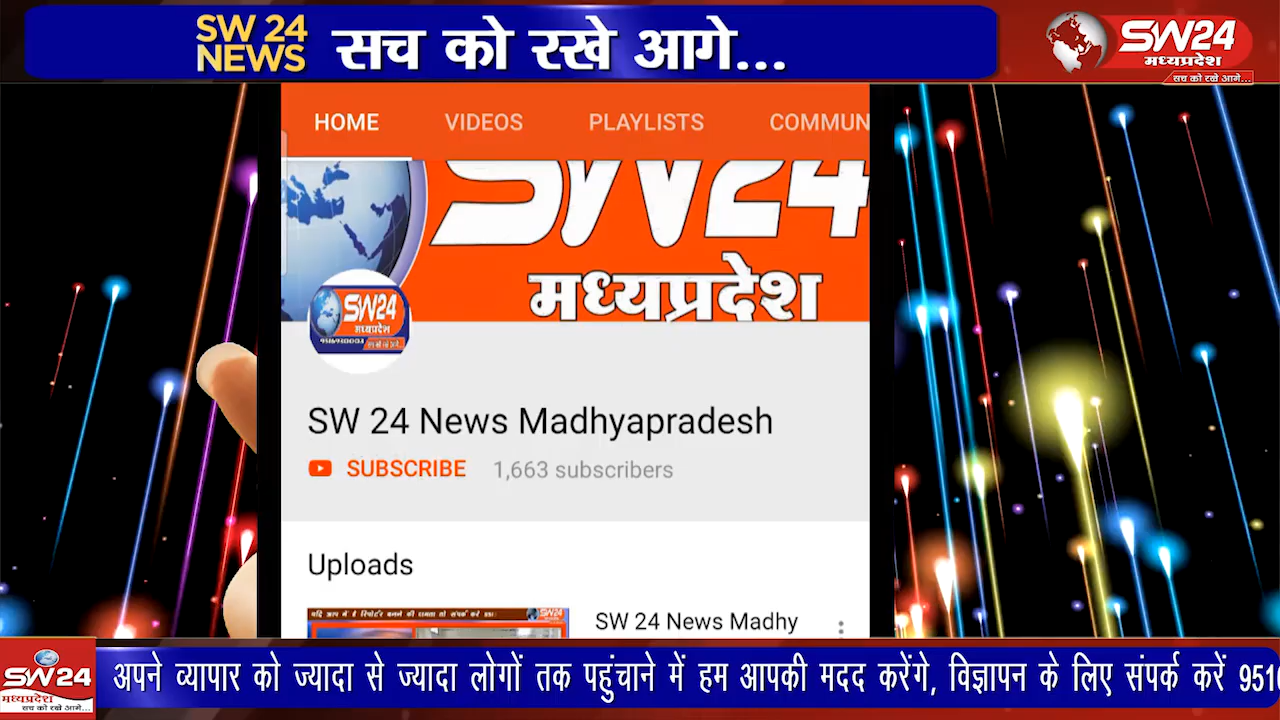 SW 24
NEWS
सच को रखे आगे...
SW24
मध्यप्रदेश
सच को रखे आगे...
HOME VIDEOS PLAYLISTS COMMUN
SW24
मध्यप्रदेश
SW24
मध्यप्रदेश
SW 24 News Madhyapradesh
SUBSCRIBE 1,663 subscribers
Uploads
SW 24 News Madhy
SW24
मध्यप्रदेश
सच को रखे आगे...
अपने व्यापार को ज्यादा से ज्यादा लोगों तक पहुंचाने में हम आपकी मदद करेंगे, विज्ञापन के लिए संपर्क करें 951